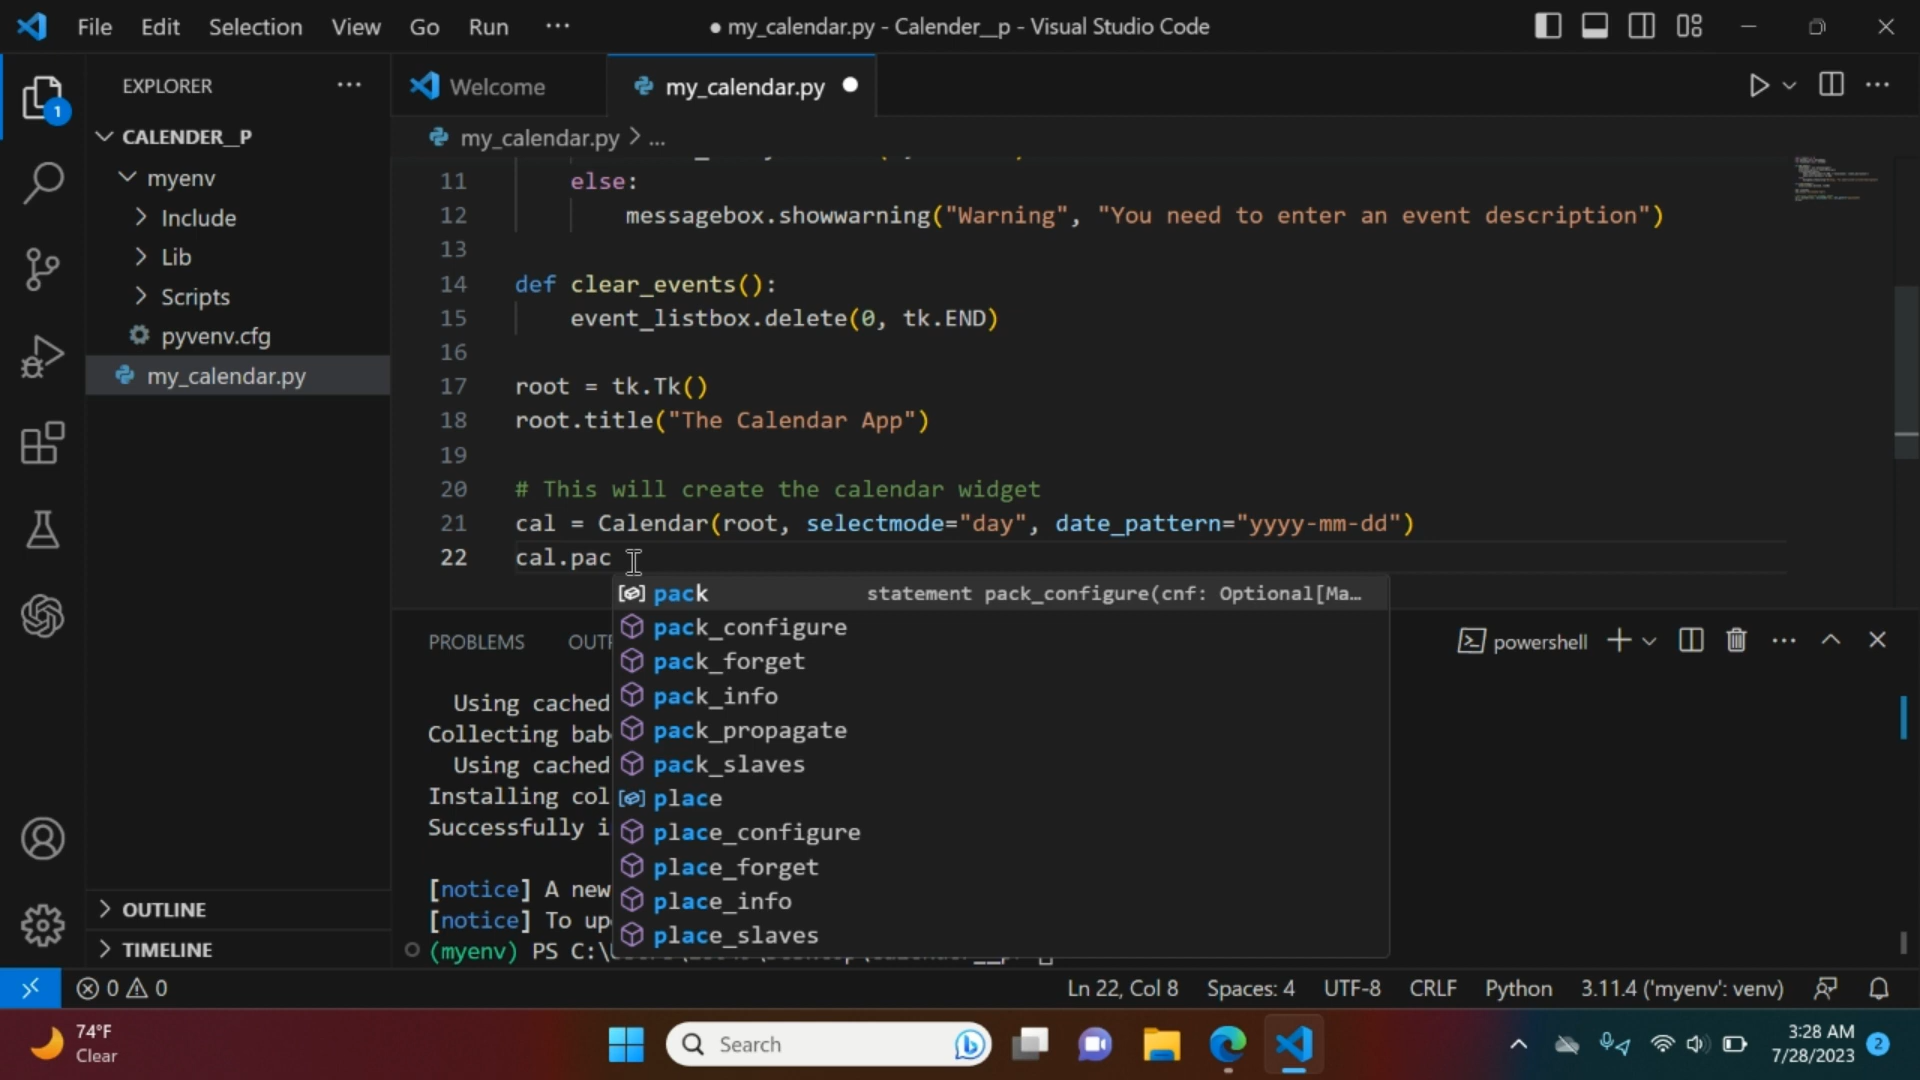 File Edit Selection View Go Run ··· ● my_calendar.py - Calender__p - Visual Studio Code
EXPLORER ···
CALENDER__P
myenv
Include
Lib
Scripts
pyvenv.cfg
my_calendar.py
OUTLINE
TIMELINE
1
Welcome my_calendar.py
my_calendar.py > ...
11 else:
12 messagebox.showwarning("Warning", "You need to enter an event description")
13
14 def clear_events():
15 event_listbox.delete(0, tk.END)
16
17 root = tk.Tk()
18 root.title("The Calendar App")
19
20 # This will create the calendar widget
21 cal = Calendar(root, selectmode="day", date_pattern="yyyy-mm-dd")
22 cal.pac
pack statement pack_configure(cnf: Optional[Ma…
pack_configure
pack_forget
pack_info
pack_propagate
pack_slaves
place
place_configure
place_forget
place_info
place_slaves
PROBLEMS powershell
Using cached
Collecting
Using cached
Installing
Successfully
[notice] A new
[notice] To
(myenv) PS C:\
0 0 Ln 22, Col 8 Spaces: 4 UTF-8 CRLF Python 3.11.4 ('myenv': venv)
74°F
Clear
Search
3:28 AM
7/28/2023
2